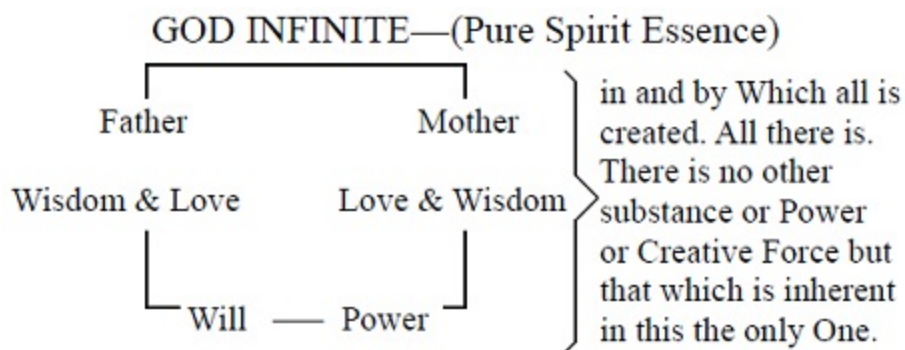 GOD INFINITE—(Pure Spirit Essence)
Father Mother
Wisdom & Love Love & Wisdom
Will — Power
in and by Which all is
created. All there is.
There is no other
substance or Power
or Creative Force but
that which is inherent
in this the only One.